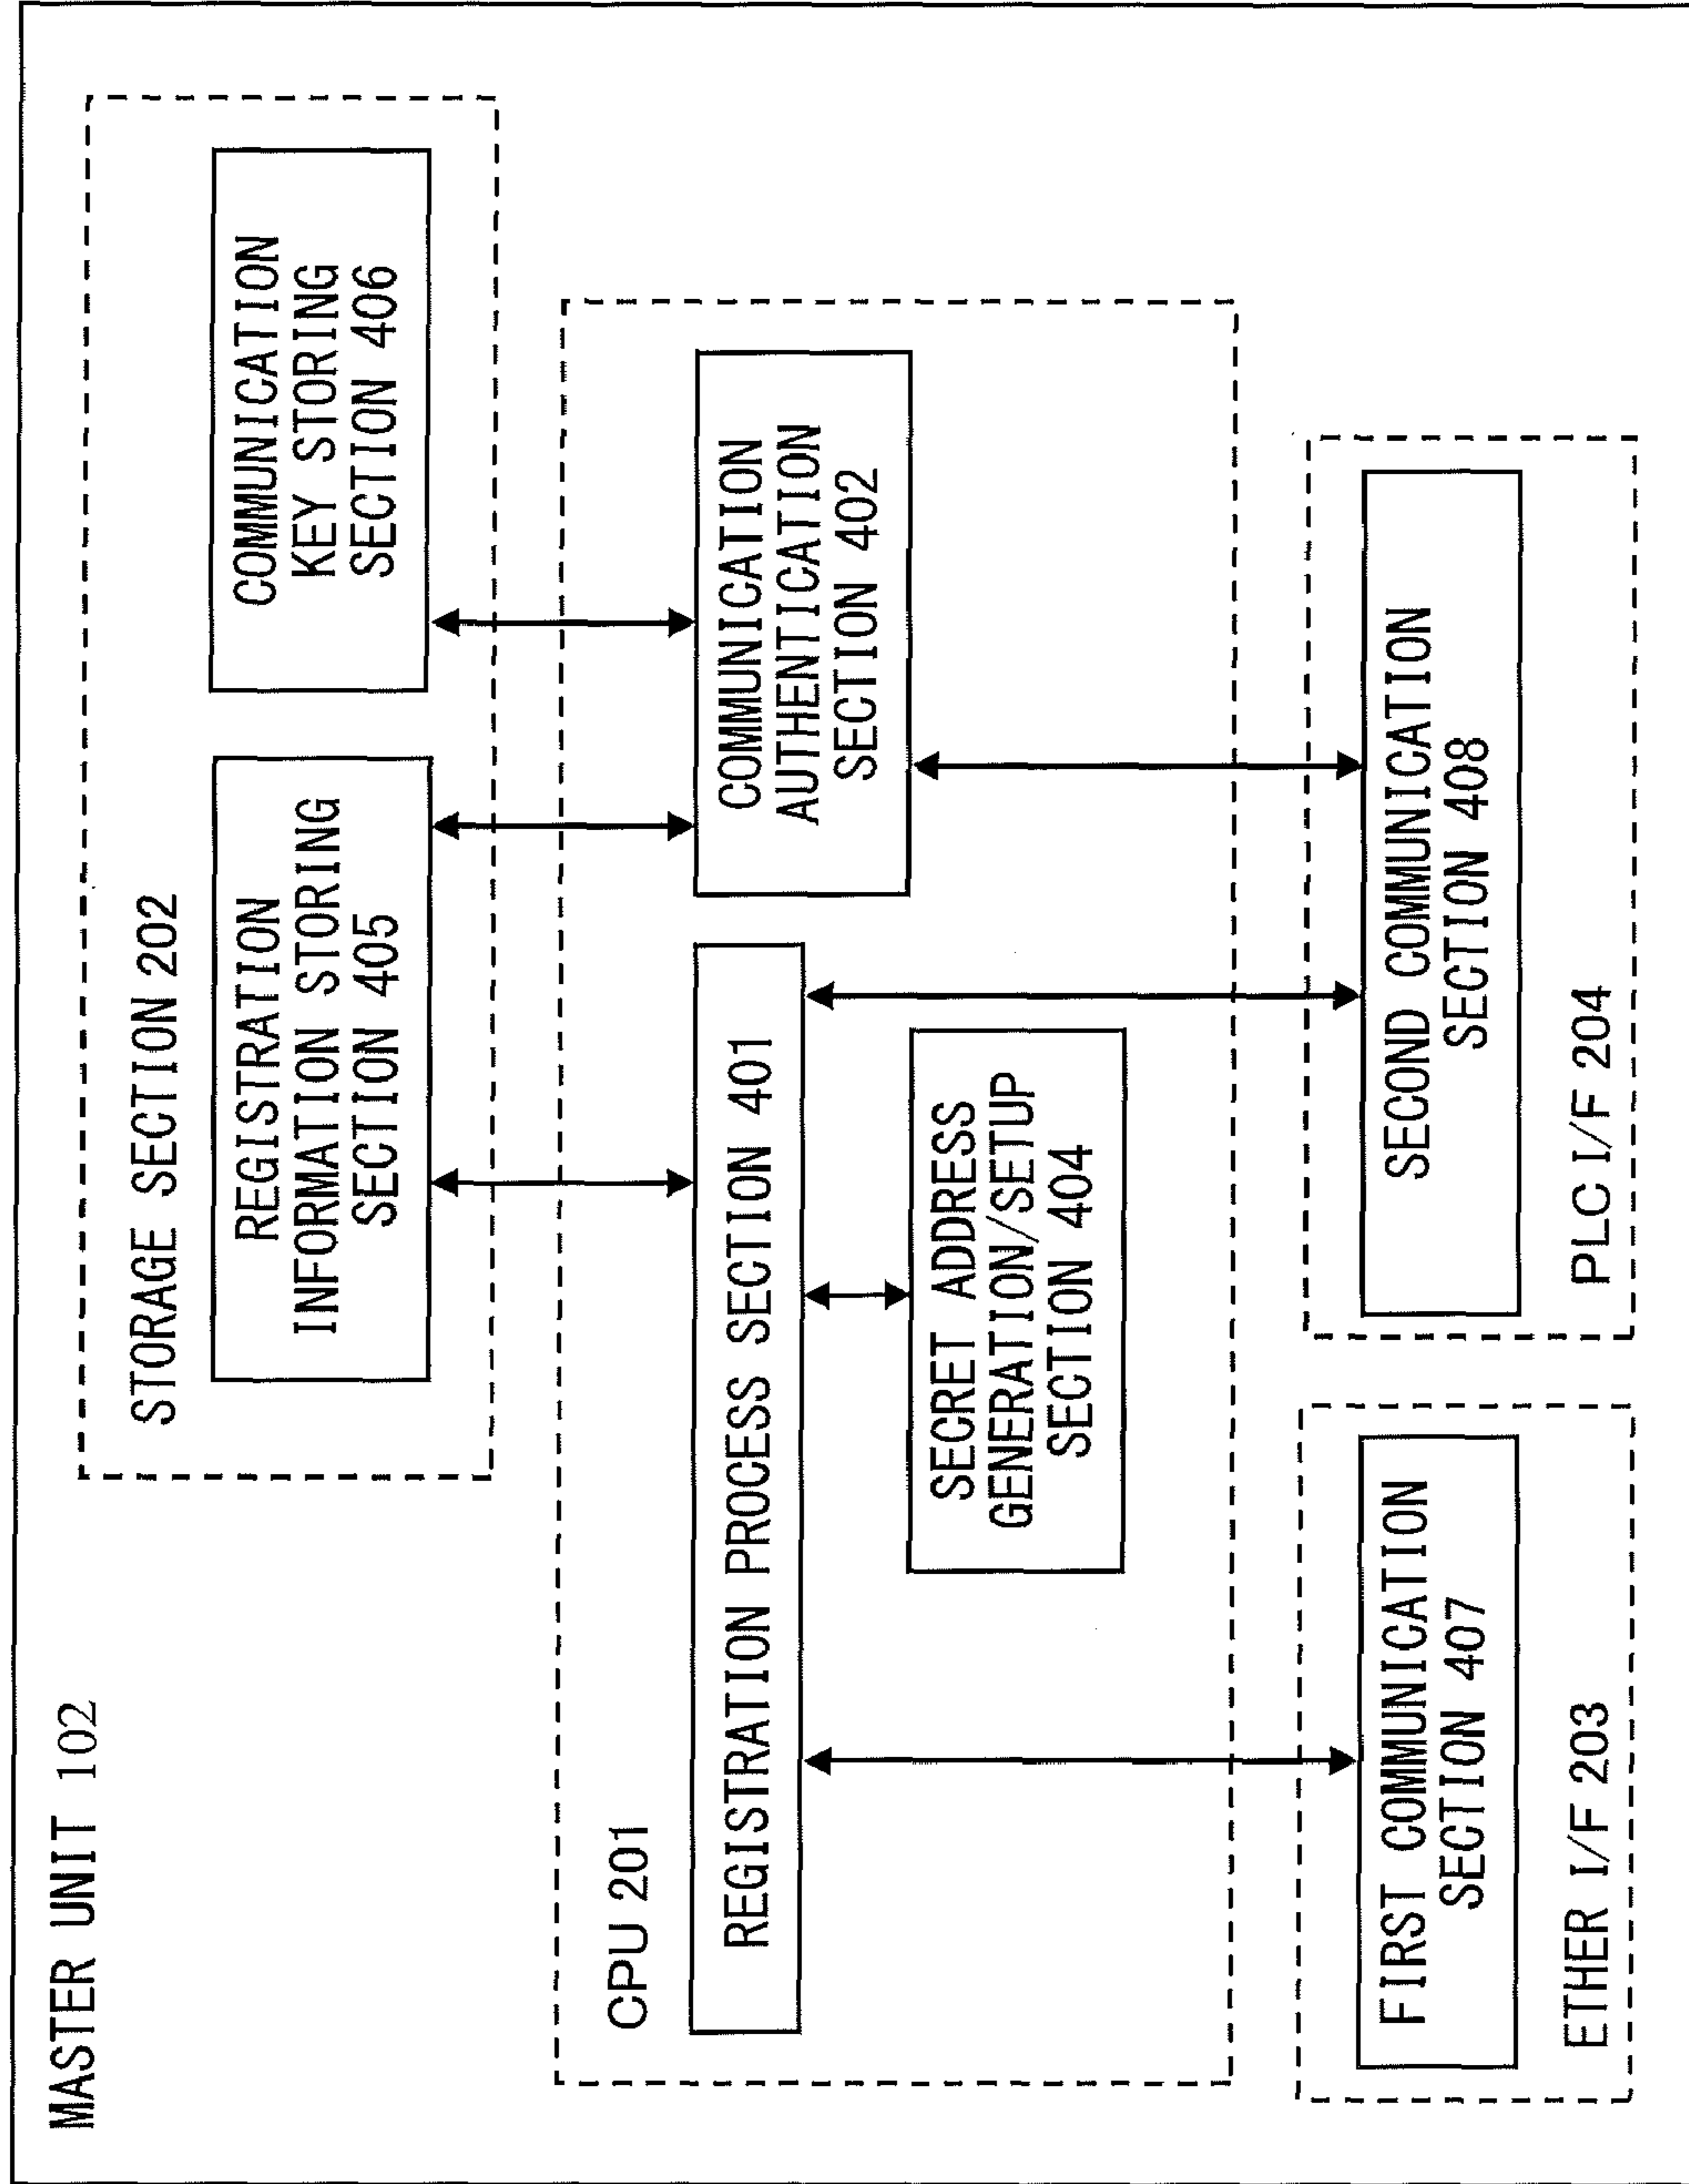 MASTER UNIT 102
STORAGE SECTION 202
REGISTRATION
INFORMATION STORING
SECTION 405
COMMUNICATION
KEY STORING
SECTION 406
CPU 201
REGISTRATION PROCESS SECTION 401
COMMUNICATION
AUTHENTICATION
SECTION 402
SECRET ADDRESS
GENERATION/SETUP
SECTION 404
FIRST COMMUNICATION
SECTION 407
ETHER I/F 203
SECOND COMMUNICATION
SECTION 408
PLC I/F 204